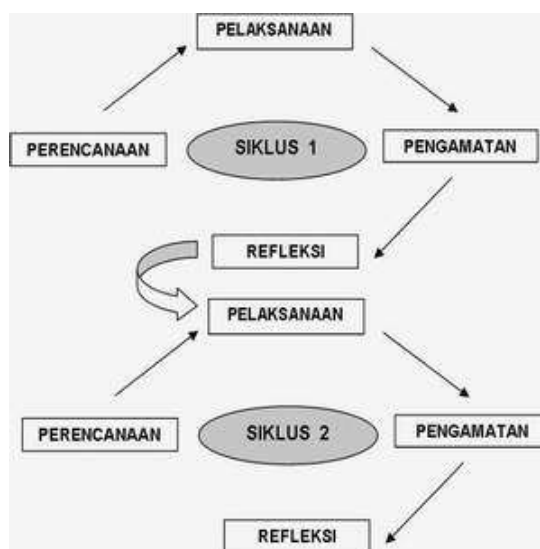 PELAKSANAAN
PERENCANAAN
SIKLUS 1
PENGAMATAN
REFLEKSI
PELAKSANAAN
PERENCANAAN
SIKLUS 2
PENGAMATAN
REFLEKSI